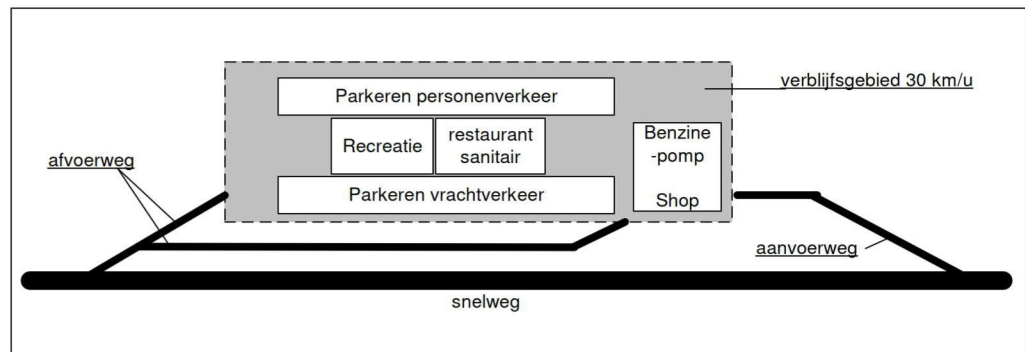 Parkeren personenverkeer
verblijfsgebied 30 km/u
Recreatie
restaurant
sanitair
Benzine
-pomp
Shop
afvoerweg
Parkeren vrachtverkeer
aanvoerweg
snelweg